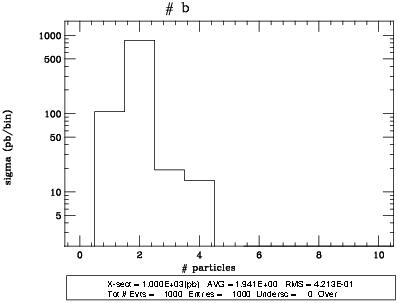 # b
1000
500
100
50
10
5
sigma (pb/bin)
0 2 4 6 8 10
# particles
X-sect = 1.000E+03(pb) AVG = 1.941E+00 RMS = 4.213E-01
Tot # Evts = 1000 Entries = 1000 Undersc = 0 Over